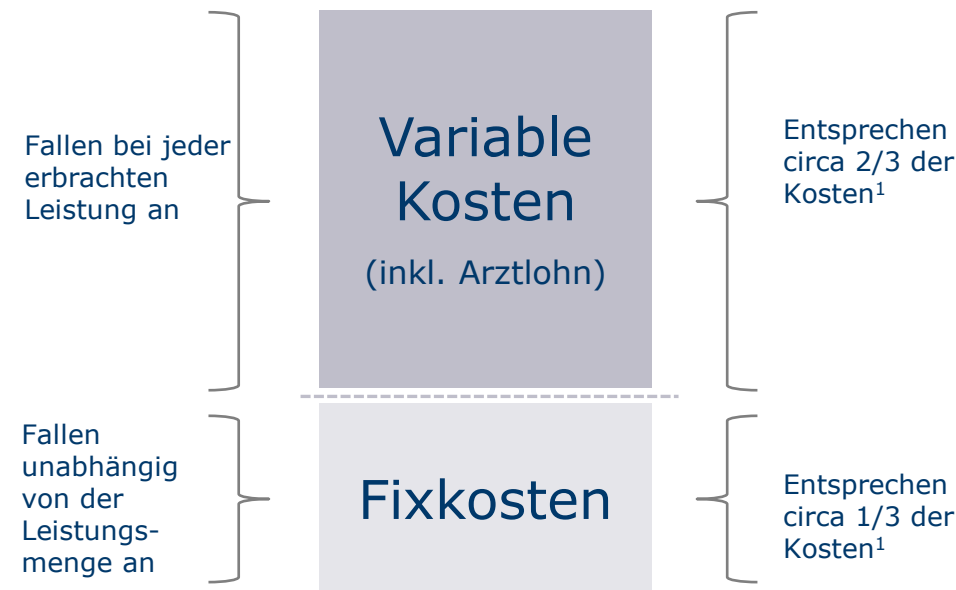 Fallen bei jeder
erbrachten
Leistung an
Variable
Kosten
(inkl. Arztlohn)
Entsprechen
circa 2/3 der
Kosten¹
Fallen
unabhängig
von der
Leistungs-
menge an
Fixkosten
Entsprechen
circa 1/3 der
Kosten¹